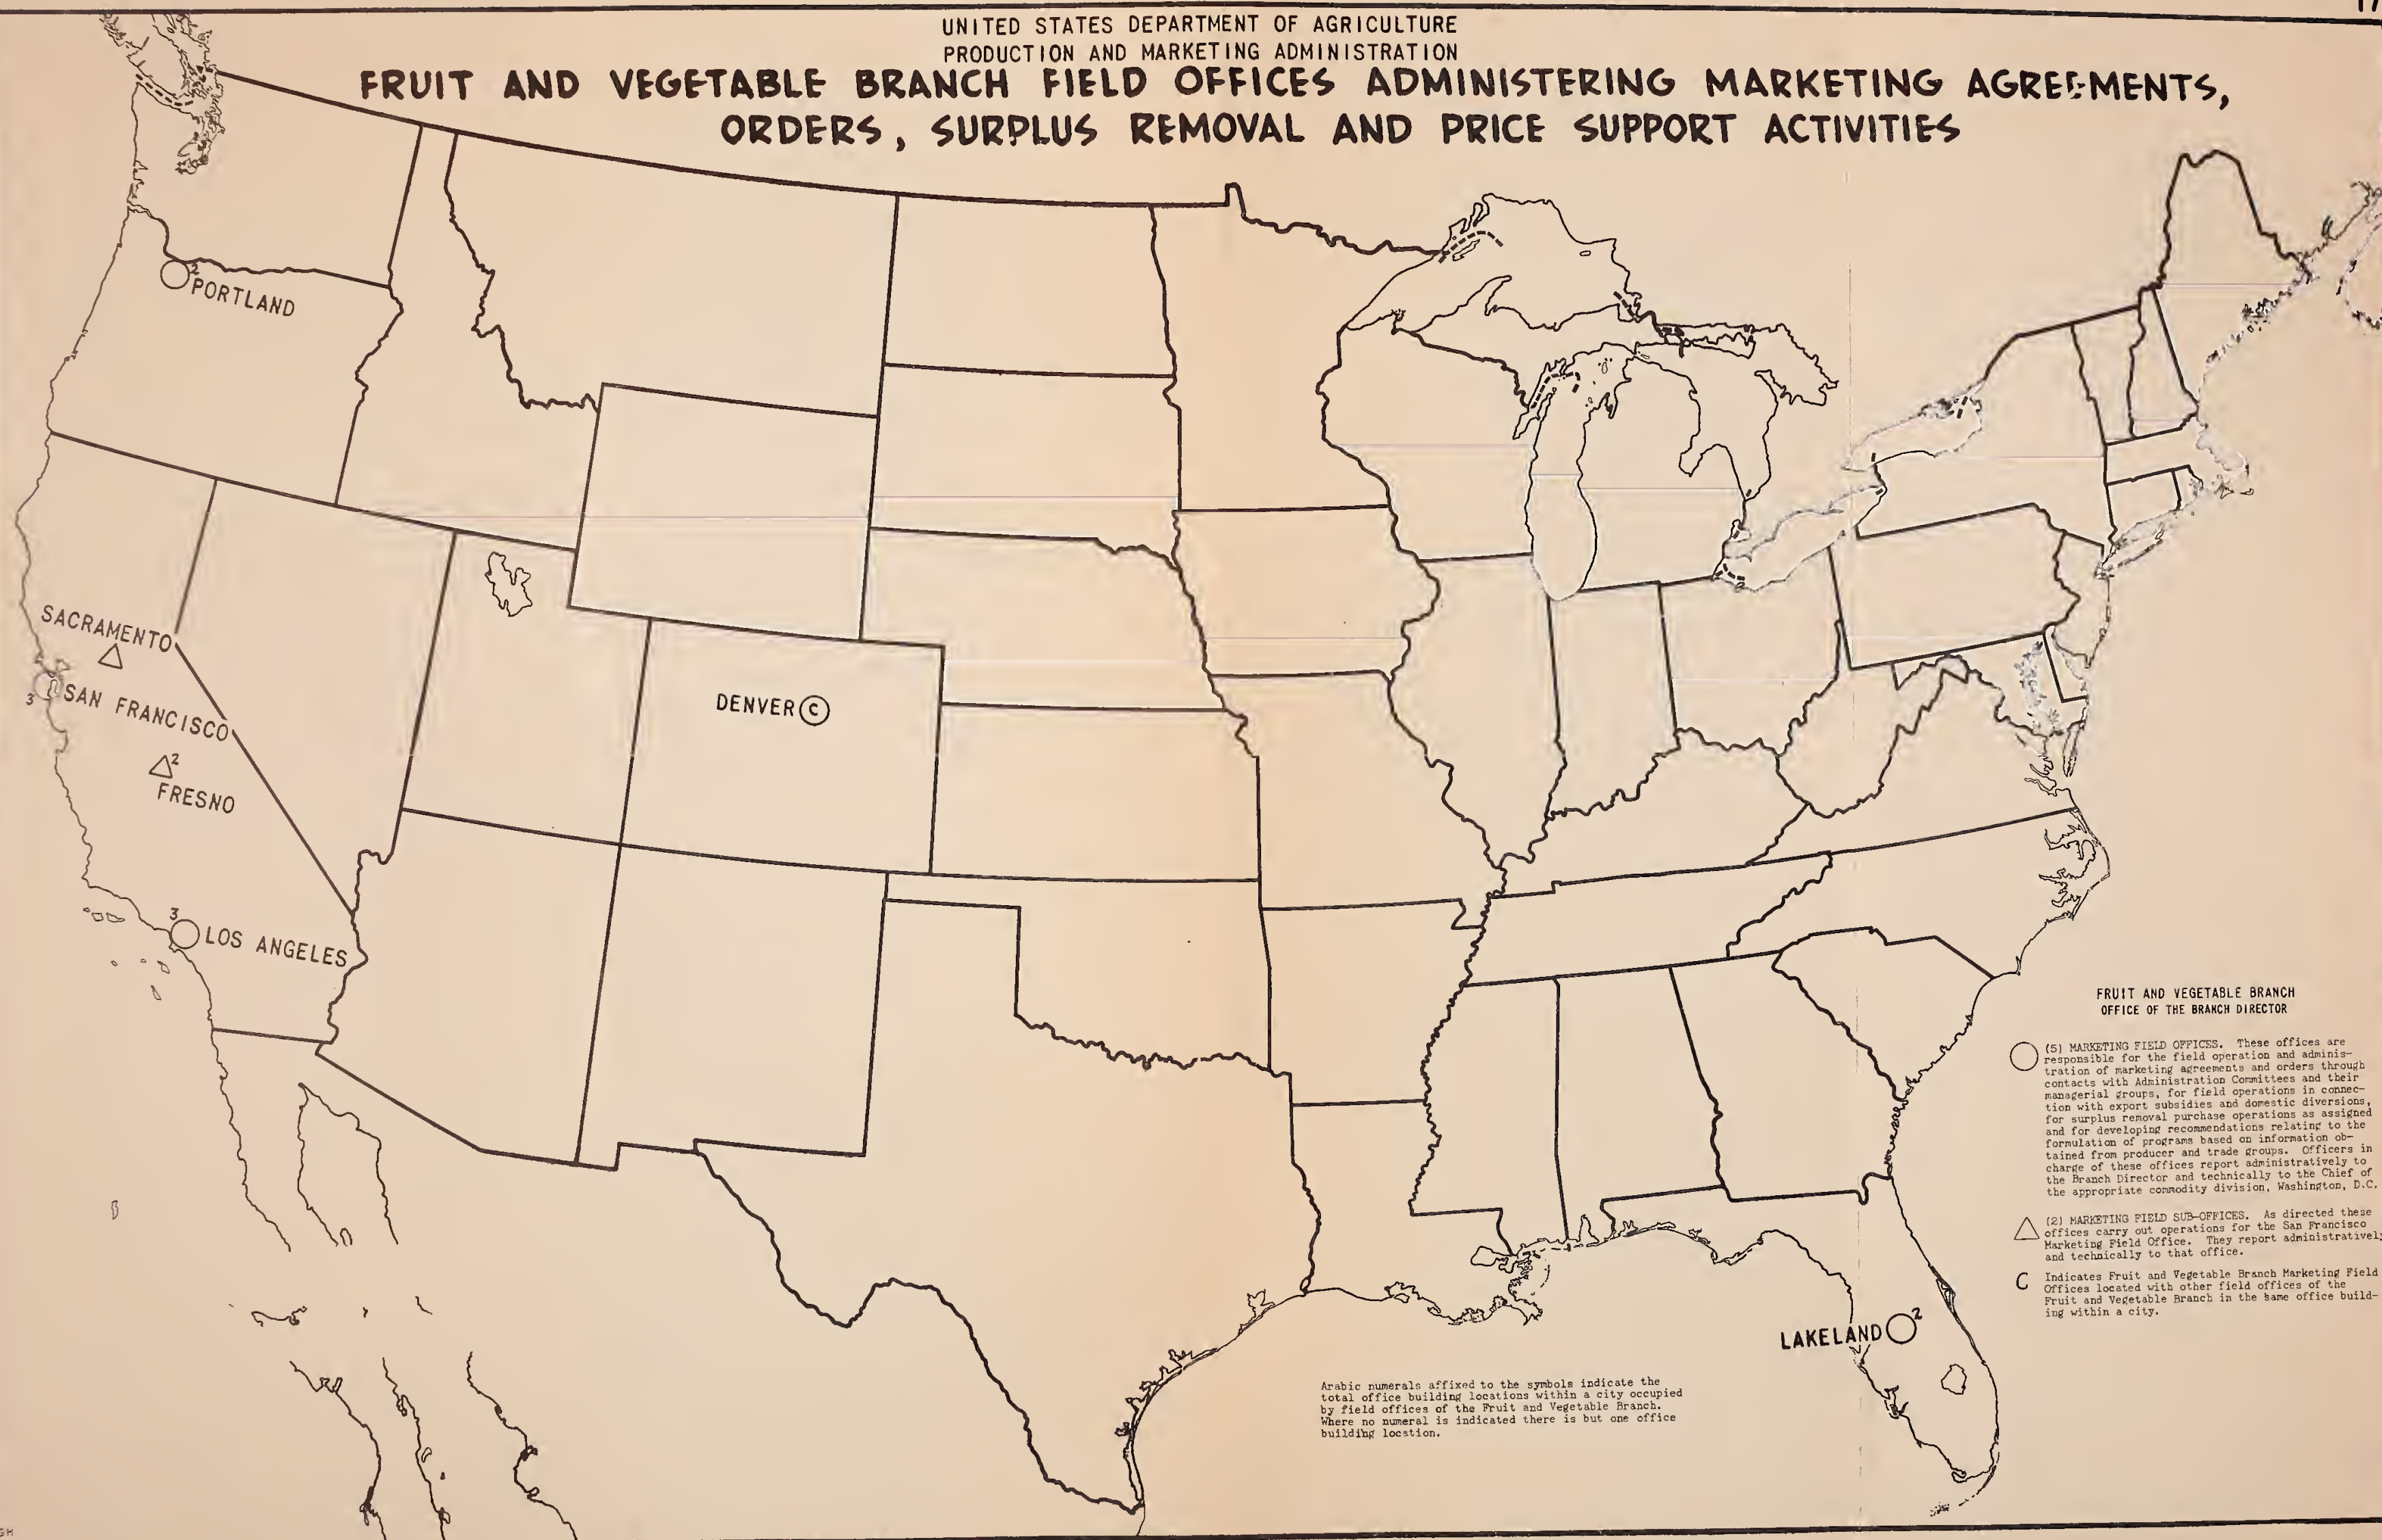 17
UNITED STATES DEPARTMENT OF AGRICULTURE
PRODUCTION AND MARKETING ADMINISTRATION
FRUIT AND VEGETABLE BRANCH FIELD OFFICES ADMINISTERING MARKETING AGREEMENTS,
ORDERS, SURPLUS REMOVAL AND PRICE SUPPORT ACTIVITIES
2
PORTLAND
SACRAMENTO
3 SAN FRANCISCO
DENVER C
2
FRESNO
3
LOS ANGELES
LAKELAND 2
FRUIT AND VEGETABLE BRANCH
OFFICE OF THE BRANCH DIRECTOR
(5) MARKETING FIELD OFFICES. These offices are
responsible for the field operation and adminis-
tration of marketing agreements and orders through
contacts with Administration Committees and their
managerial groups, for field operations in connec-
tion with export subsidies and domestic diversions,
for surplus removal purchase operations as assigned
and for developing recommendations relating to the
formulation of programs based on information ob-
tained from producer and trade groups. Officers in
charge of these offices report administratively to
the Branch Director and technically to the Chief of
the appropriate commodity division, Washington, D.C.
(2) MARKETING FIELD SUB-OFFICES. As directed these
offices carry out operations for the San Francisco
Marketing Field Office. They report administratively
and technically to that office.
C Indicates Fruit and Vegetable Branch Marketing Field
Offices located with other field offices of the
Fruit and Vegetable Branch in the same office build-
ing within a city.
Arabic numerals affixed to the symbols indicate the
total office building locations within a city occupied
by field offices of the Fruit and Vegetable Branch.
Where no numeral is indicated there is but one office
building location.